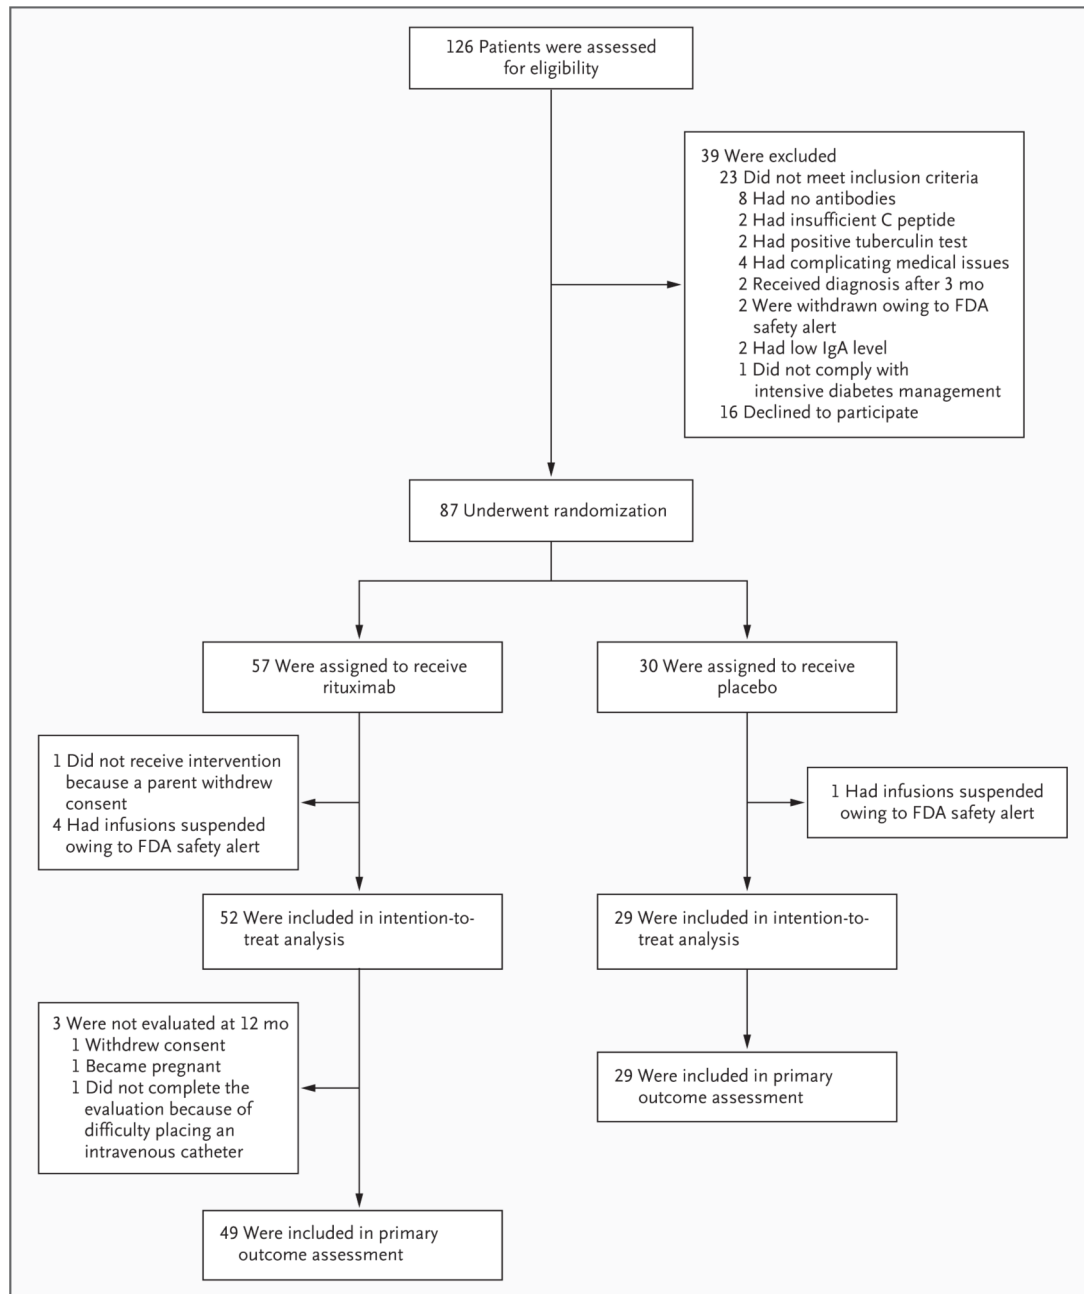 126 Patients were assessed
for eligibility
39 Were excluded
23 Did not meet inclusion criteria
8 Had no antibodies
2 Had insufficient C peptide
2 Had positive tuberculin test
4 Had complicating medical issues
2 Received diagnosis after 3 mo
2 Were withdrawn owing to FDA
safety alert
2 Had low IgA level
1 Did not comply with
intensive diabetes management
16 Declined to participate
87 Underwent randomization
57 Were assigned to receive
rituximab
30 Were assigned to receive
placebo
1 Did not receive intervention
because a parent withdrew
consent
4 Had infusions suspended
owing to FDA safety alert
1 Had infusions suspended
owing to FDA safety alert
52 Were included in intention-to-
treat analysis
29 Were included in intention-to-
treat analysis
3 Were not evaluated at 12 mo
1 Withdrew consent
1 Became pregnant
1 Did not complete the
evaluation because of
difficulty placing an
intravenous catheter
29 Were included in primary
outcome assessment
49 Were included in primary
outcome assessment